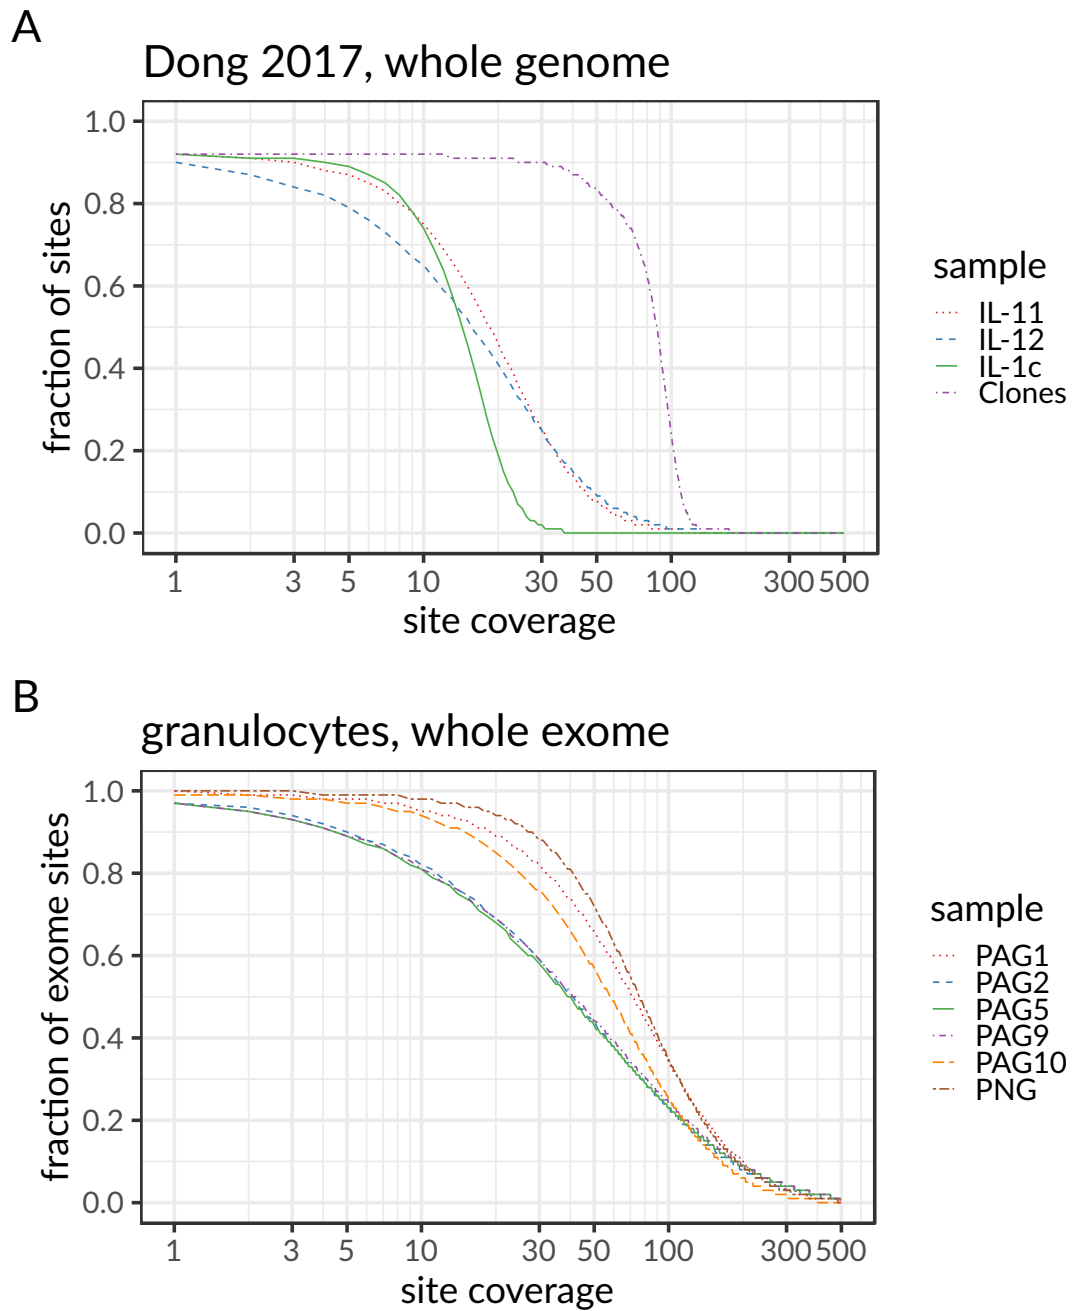 A
Dong 2017, whole genome
fraction of sites
1.0
0.8
0.6
0.4
0.2
0.0
1 3 5 10 30 50 100 300 500
site coverage
sample
IL-11
IL-12
IL-1c
Clones
B
granulocytes, whole exome
fraction of exome sites
1.0
0.8
0.6
0.4
0.2
0.0
1 3 5 10 30 50 100 300 500
site coverage
sample
PAG1
PAG2
PAG5
PAG9
PAG10
PNG